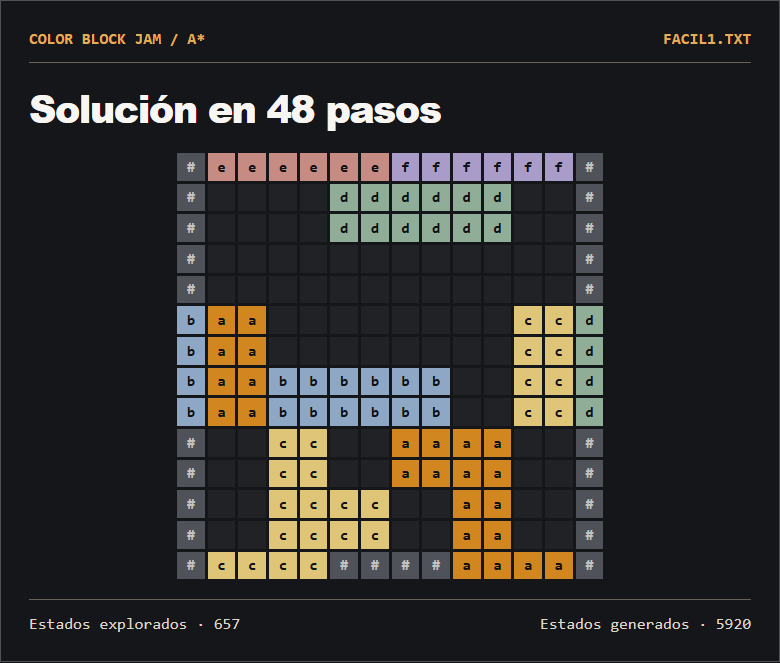 COLOR BLOCK JAM / A*
FACIL1.TXT
Solución en 48 pasos
# e e e e e e f f f f f f #
# d d d d d d #
# d d d d d d #
# #
# #
b a a c c d
b a a c c d
b a a b b b b b b c c d
b a a b b b b b b c c d
# c c a a a a #
# c c a a a a #
# c c c c a a #
# c c c c a a #
# c c c c # # # # a a a a #
Estados explorados · 657
Estados generados · 5920